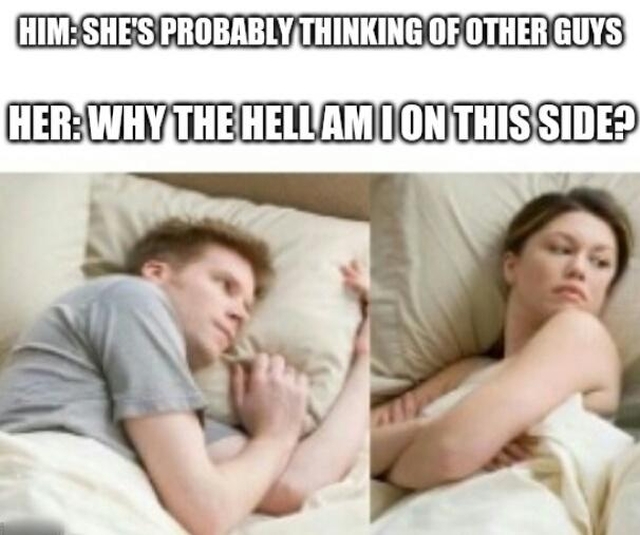 HIM: SHE'S PROBABLY THINKING OF OTHER GUYS
HER: WHY THE HELL AM I ON THIS SIDE?